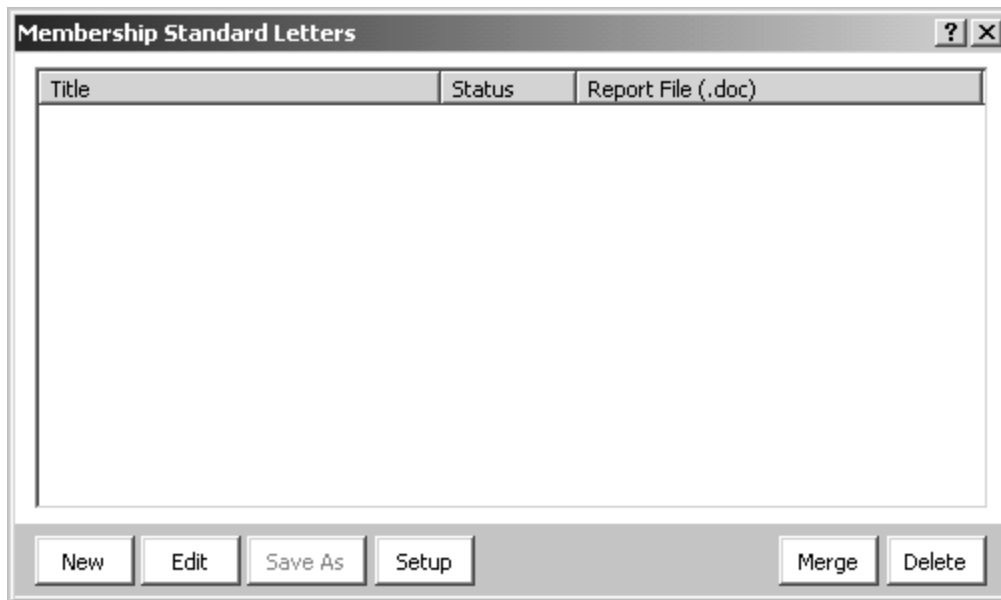 Membership Standard Letters ? X
Title Status Report File (.doc)
New Edit Save As Setup Merge Delete